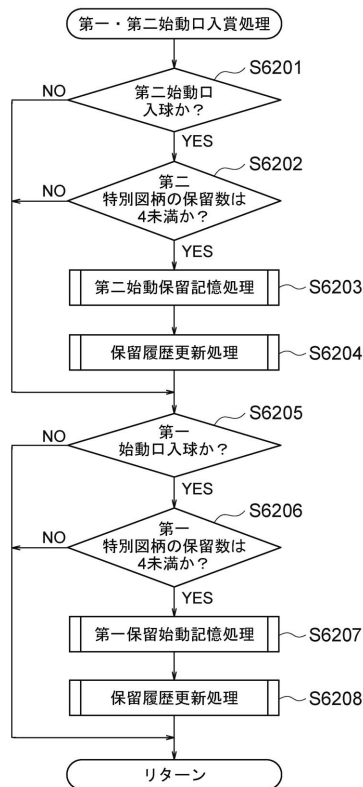 第一・第二始動口入賞処理
S6201
第二始動口
入球か？
NO
YES
S6202
第二
特別図柄の保留数は
4未満か？
NO
YES
第二始動保留記憶処理
S6203
保留履歴更新処理
S6204
S6205
第一
始動口入球か？
NO
YES
S6206
第一
特別図柄の保留数は
4未満か？
NO
YES
第一保留始動記憶処理
S6207
保留履歴更新処理
S6208
リターン